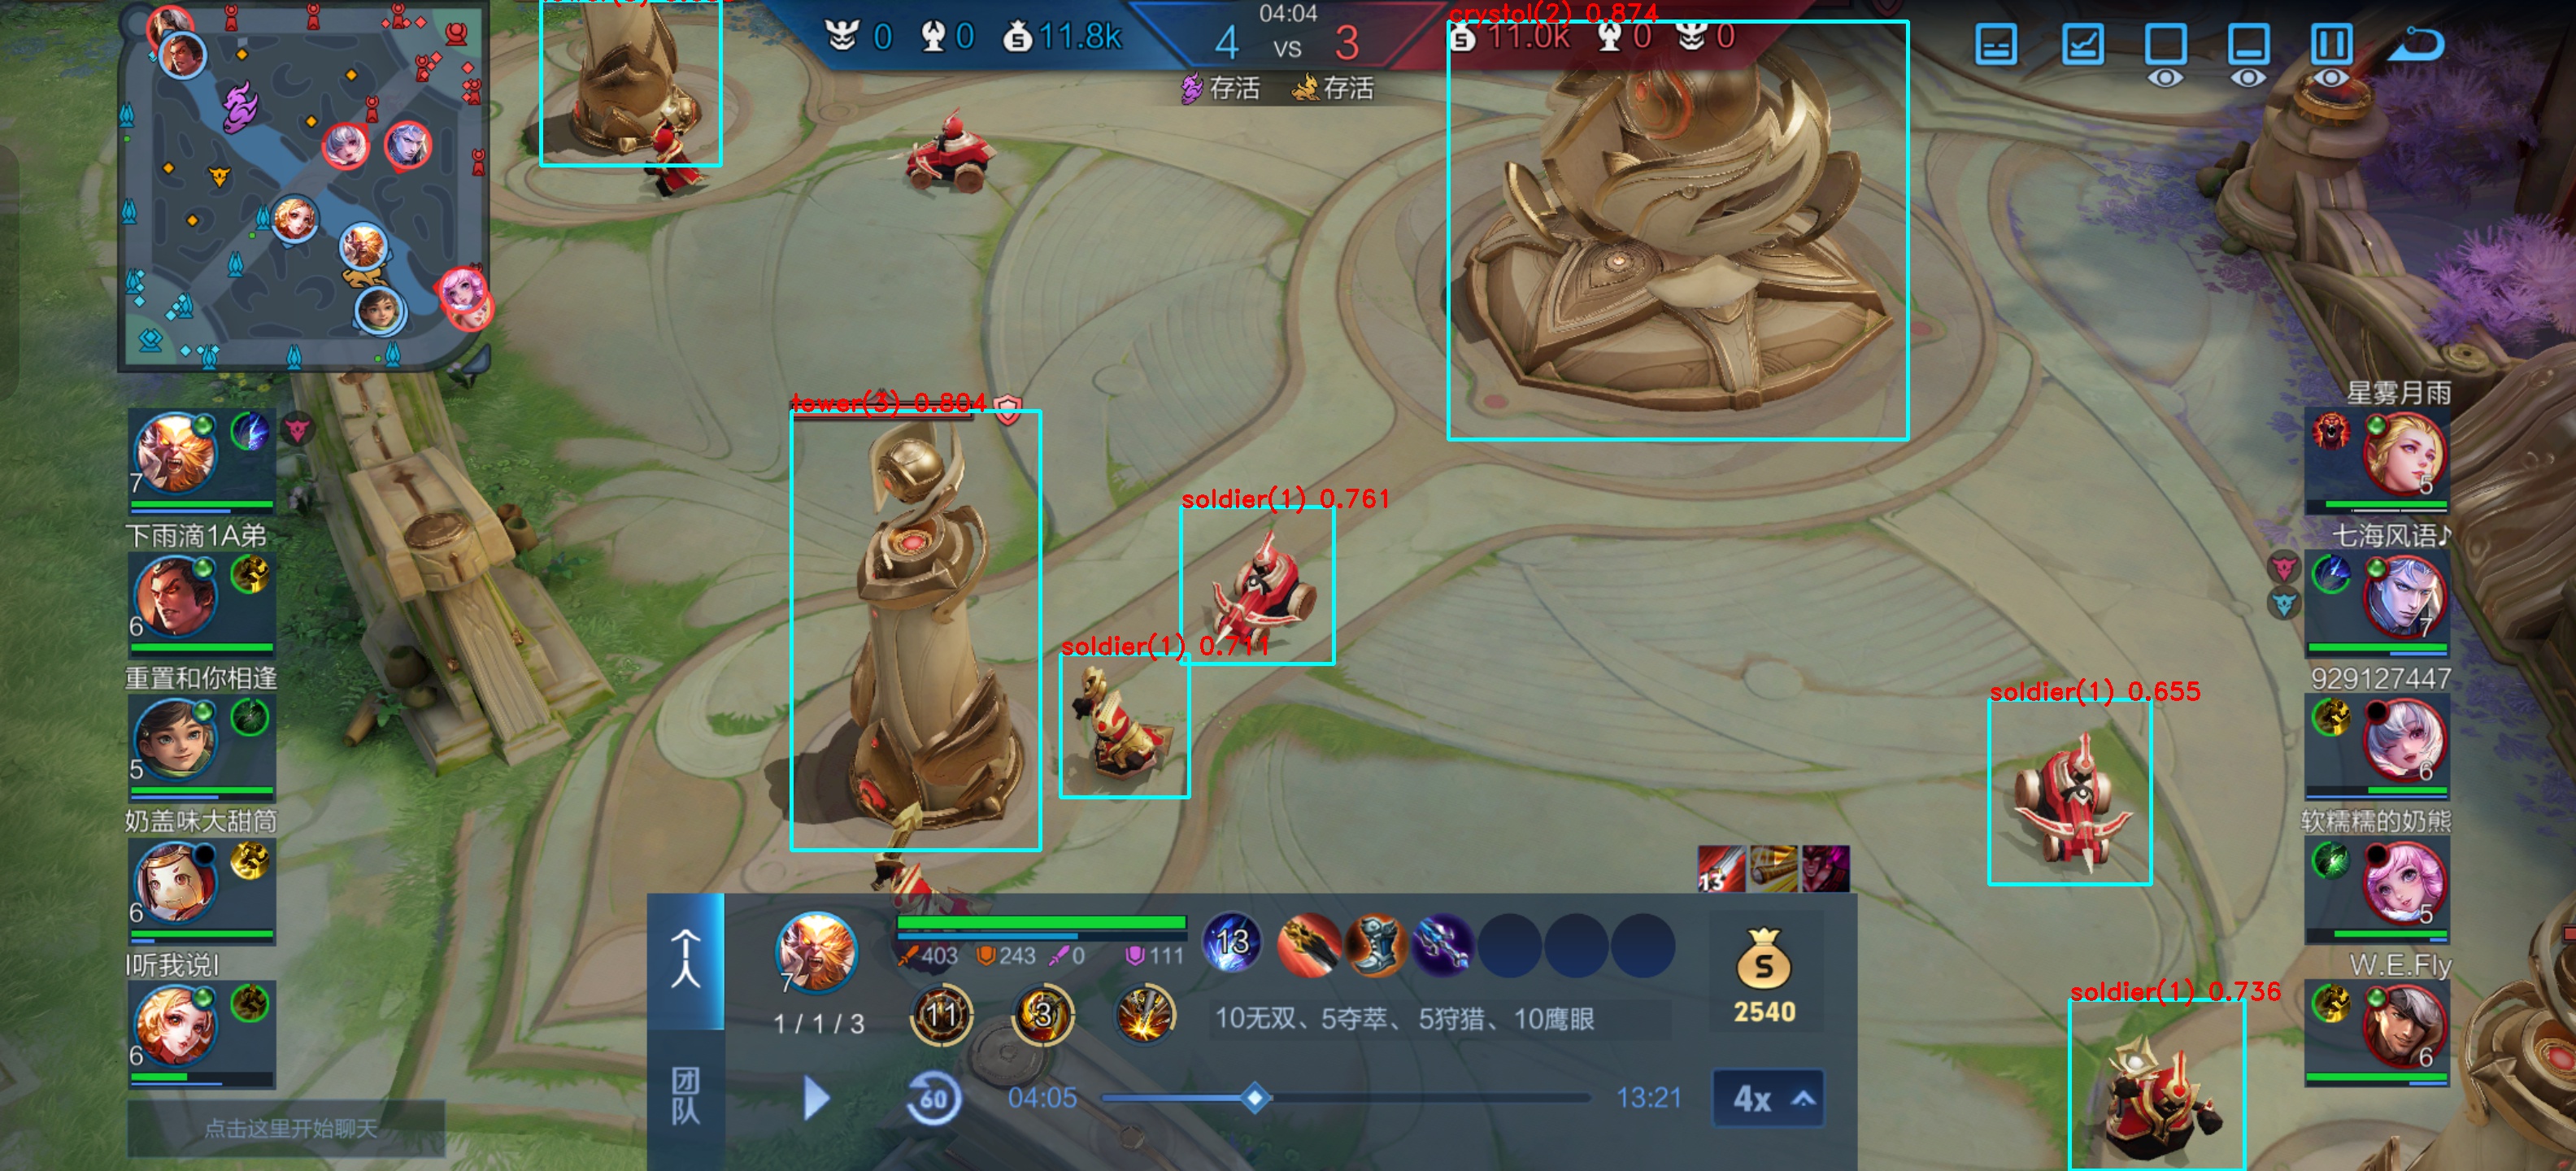 04:04
0 0 11.8k 4 VS 3 11.0k 0 0
存活 存活
crystol(2) 0.874
tower(3) 0.804
soldier(1) 0.761
soldier(1) 0.711
soldier(1) 0.655
soldier(1) 0.736
7
下雨滴1A弟
6
重置和你相逢
5
奶盖味大甜筒
6
I听我说I
6
点击这里开始聊天
星雾月雨
5
七海风语♪
7
929127447
6
软糯糯的奶熊
5
W.E.Fly
6
13
个人
团队
7
403 243 0 111
13
1 / 1 / 3
11 3
10无双、5夺萃、5狩猎、10鹰眼
2540
60 04:05 13:21 4x